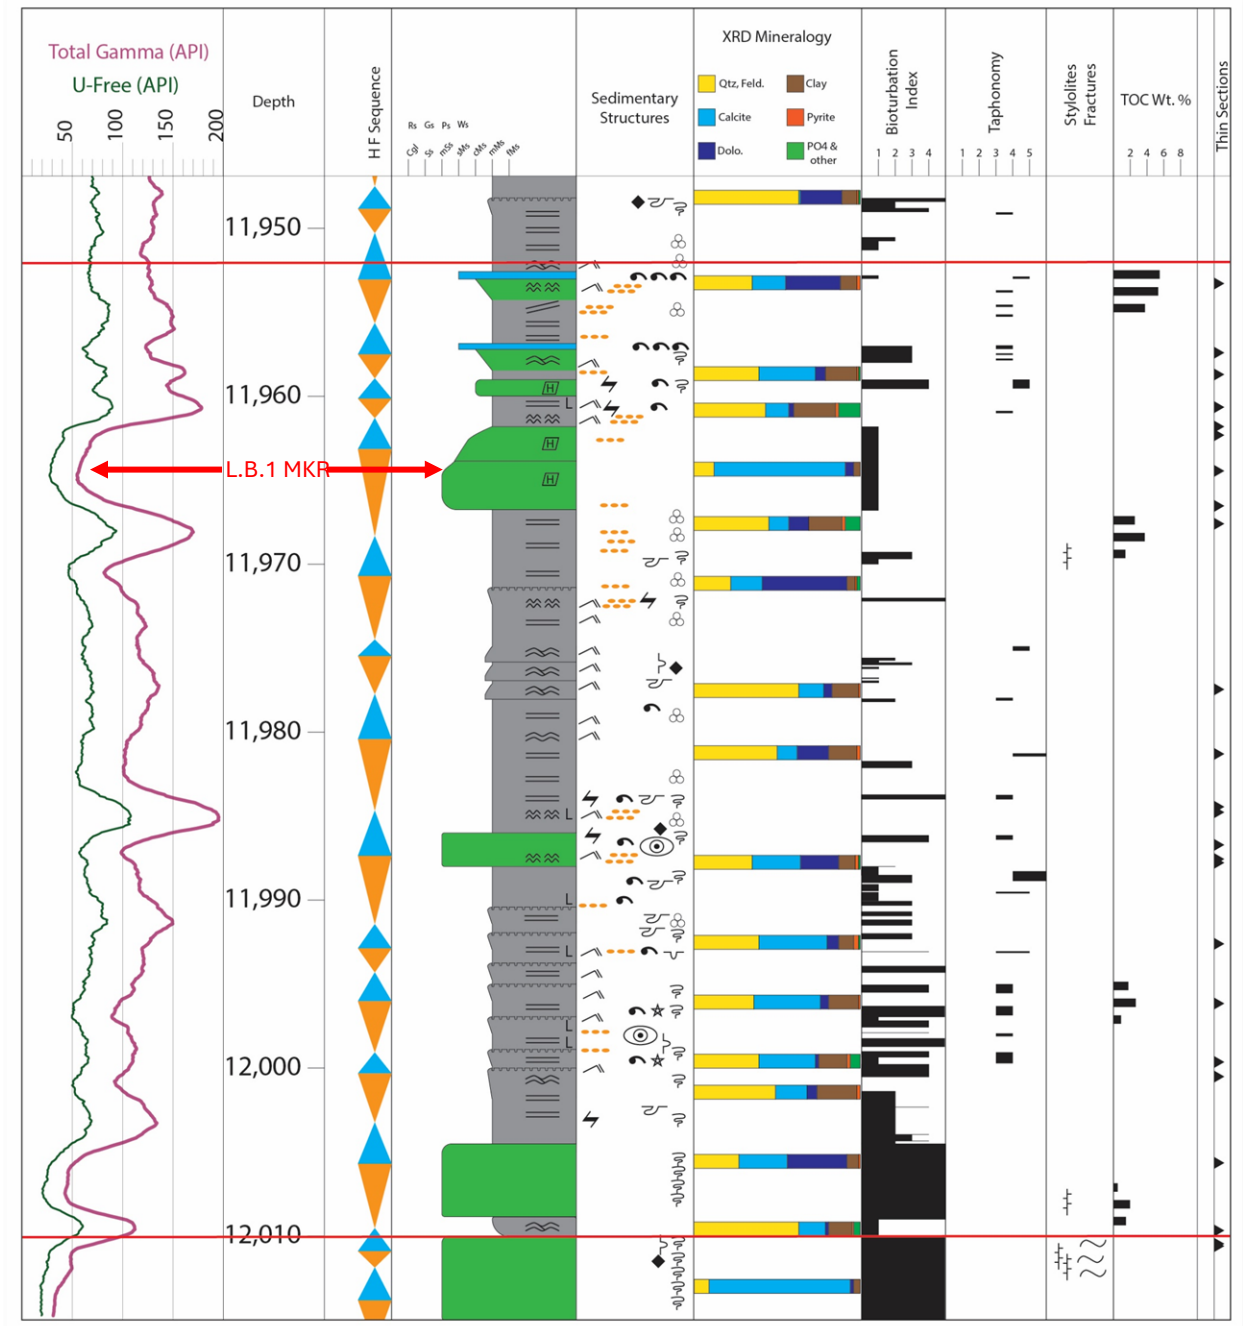 Total Gamma (API)
U-Free (API)
50
100
150
200
Depth
H F Sequence
Rs Gs Ps Ws
Cgl Ss mSs sMs cMs mMs fMs
Sedimentary
Structures
XRD Mineralogy
Qtz, Feld.
Clay
Calcite
Pyrite
Dolo.
PO4 &
other
Bioturbation
Index
1 2 3 4
Taphonomy
1 2 3 4 5
Stylolites
Fractures
TOC Wt. %
2 4 6 8
Thin Sections
11,950
11,960
H
L
H
L.B.1 MKR
H
11,970
11,980
L
11,990
L
L
L
L
12,000
12,010